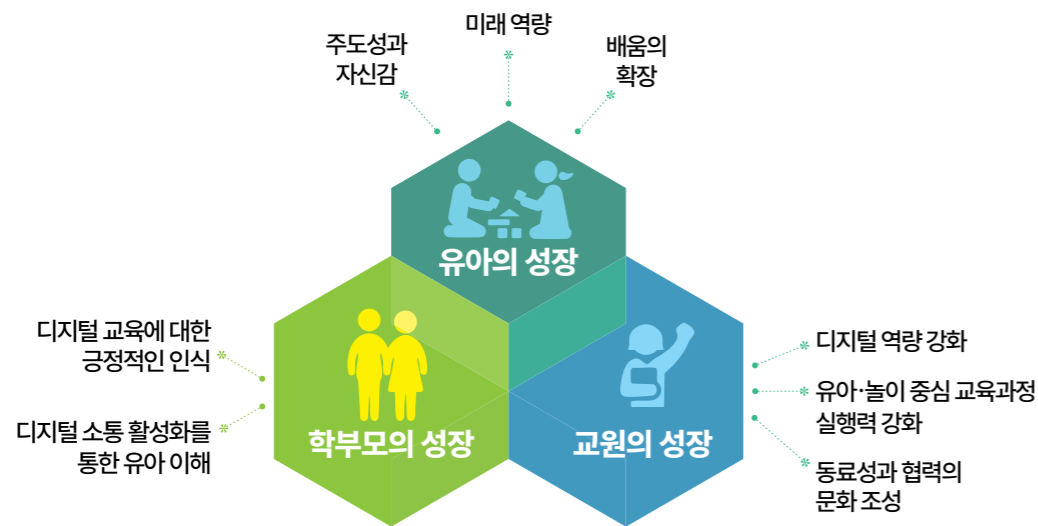 미래 역량
주도성과
자신감
배움의
확장
유아의 성장
디지털 교육에 대한
긍정적인 인식
디지털 소통 활성화를
통한 유아 이해
학부모의 성장
교원의 성장
디지털 역량 강화
유아·놀이 중심 교육과정
실행력 강화
동료성과 협력의
문화 조성